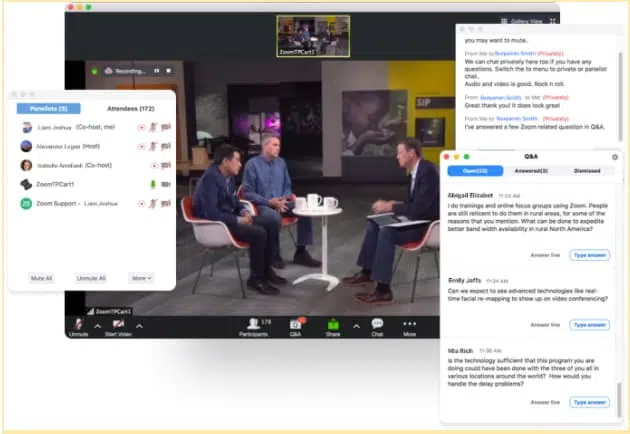 Gallery View
ZoomTPCart1
Recording...
SIP
Panelists (5)
Attendees (172)
Liam Joshua (Co-host, me)
Alexander Logan (Host)
Isabella Amaliadi (Co-host)
ZoomTPCart1
ZS
Zoom Support - Liam Joshua
Mute All
Unmute All
More
ZoomTPCart1
Unmute
Start Video
Participants
173
Q&A
Share
Chat
More
you may want to mute.
From Me to Benjamin Smith (Privately)
We can chat privately here too if you have any
questions. Switch the to menu to private or panelist
chat.
Audio and video is good. Rock n roll.
From Benjamin Smith to Me: (Privately)
Great thank you! It does look great
From Me to Benjamin Smith (Privately)
I've answered a few Zoom related question in Q&A.
Q&A
Answered(3)
Dismissed
Abigail Elizabet 11:33 AM
I do trainings and online focus groups using Zoom. People
are still reticent to do them in rural areas, for some of the
reasons that you mention. What can be done to expedite
better band width availability in rural North America?
Answer live
Type answer
Emily Joffs 11:34 AM
Can we expect to see advanced technologies like real-
time facial re-mapping to show up on video conferencing?
Answer live
Type answer
Mia Rich 11:38 AM
Is the technology sufficient that this program you are
doing could have been done with the three of you all in
various locations around the world? How would you
handle the delay problems?
Answer live
Type answer